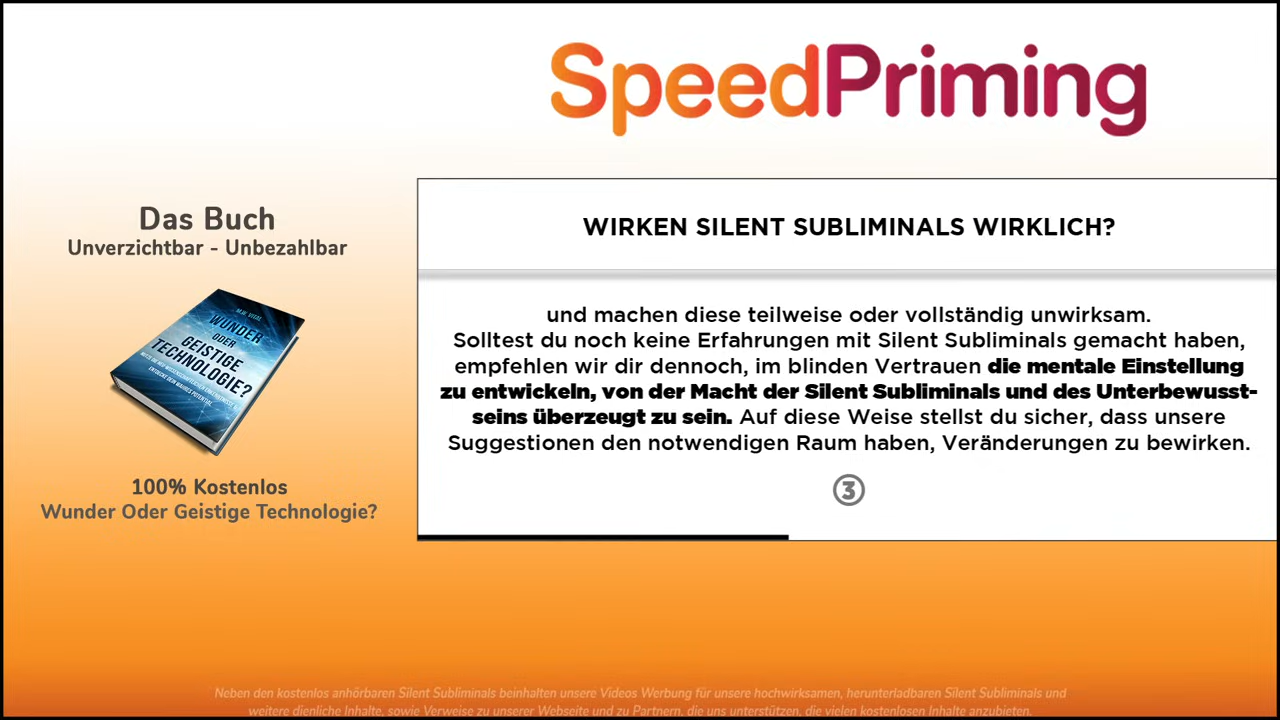 SpeedPriming
Das Buch
Unverzichtbar - Unbezahlbar
M.W. VITAL
WUNDER
ODER
GEISTIGE
TECHNOLOGIE?
ENTDECKE DEIN WAHRES POTENTIAL
100% Kostenlos
Wunder Oder Geistige Technologie?
WIRKEN SILENT SUBLIMINALS WIRKLICH?
und machen diese teilweise oder vollständig unwirksam.
Solltest du noch keine Erfahrungen mit Silent Subliminals gemacht haben,
empfehlen wir dir dennoch, im blinden Vertrauen die mentale Einstellung
zu entwickeln, von der Macht der Silent Subliminals und des Unterbewusst-
seins überzeugt zu sein. Auf diese Weise stellst du sicher, dass unsere
Suggestionen den notwendigen Raum haben, Veränderungen zu bewirken.
③
Neben den kostenlos anhörbaren Silent Subliminals beinhalten unsere Videos Werbung für unsere hochwirksamen, herunterladbaren Silent Subliminals und
weitere dienliche Inhalte, sowie Verweise zu unserer Webseite und zu Partnern, die uns unterstützen, die vielen kostenlosen Inhalte anzubieten.